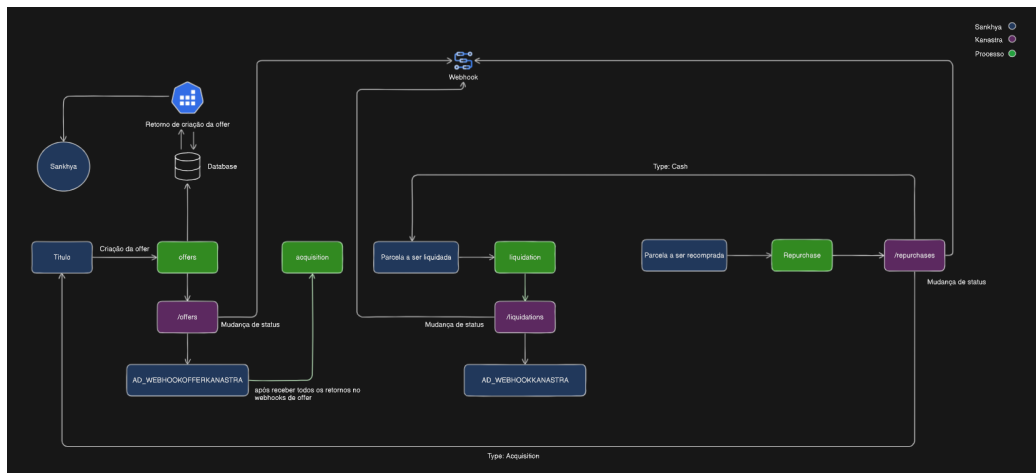 Sankhya
Kanastra
Processo
Webhook
Retorno de criação da offer
Sankhya
Database
Type: Cash
Titulo
Criação da offer
offers
acquisition
Parcela a ser liquidada
liquidation
Parcela a ser recomprada
Repurchase
/repurchases
Mudança de status
/offers
Mudança de status
Mudança de status
/liquidations
AD_WEBHOOKOFFERKANASTRA
após receber todos os retornos no
webhooks de offer
AD_WEBHOOKKANASTRA
Type: Acquisition